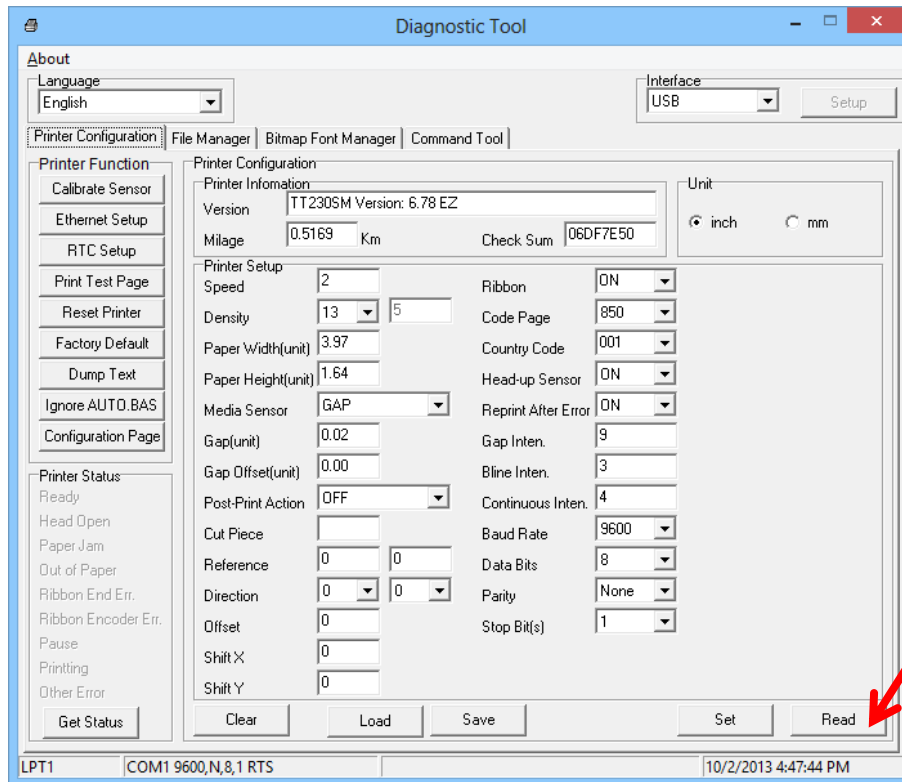 Diagnostic Tool
About
Language
English
Interface
USB
Setup
Printer Configuration File Manager Bitmap Font Manager Command Tool
Printer Function
Calibrate Sensor
Ethernet Setup
RTC Setup
Print Test Page
Reset Printer
Factory Default
Dump Text
Ignore AUTO.BAS
Configuration Page
Printer Status
Ready
Head Open
Paper Jam
Out of Paper
Ribbon End Err.
Ribbon Encoder Err.
Pause
Printting
Other Error
Get Status
Printer Configuration
Printer Infomation
Version TT230SM Version: 6.78 EZ
Milage 0.5169 Km Check Sum 06DF7E50
Unit
inch mm
Printer Setup
Speed 2
Density 13 5
Paper Width(unit) 3.97
Paper Height(unit) 1.64
Media Sensor GAP
Gap(unit) 0.02
Gap Offset(unit) 0.00
Post-Print Action OFF
Cut Piece
Reference 0 0
Direction 0 0
Offset 0
Shift X 0
Shift Y 0
Ribbon ON
Code Page 850
Country Code 001
Head-up Sensor ON
Reprint After Error ON
Gap Inten. 9
Bline Inten. 3
Continuous Inten. 4
Baud Rate 9600
Data Bits 8
Parity None
Stop Bit(s) 1
Clear Load Save Set Read
LPT1 COM1 9600,N,8,1 RTS 10/2/2013 4:47:44 PM